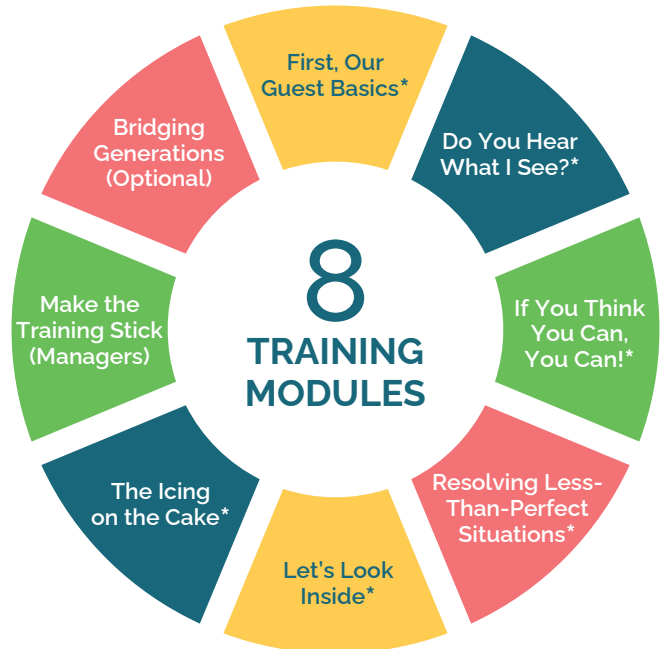 First, Our
Guest Basics*
Do You Hear
What I See?*
If You Think
You Can,
You Can!*
Resolving Less-
Than-Perfect
Situations*
Let's Look
Inside*
The Icing
on the Cake*
Make the
Training Stick
(Managers)
Bridging
Generations
(Optional)
8
TRAINING
MODULES